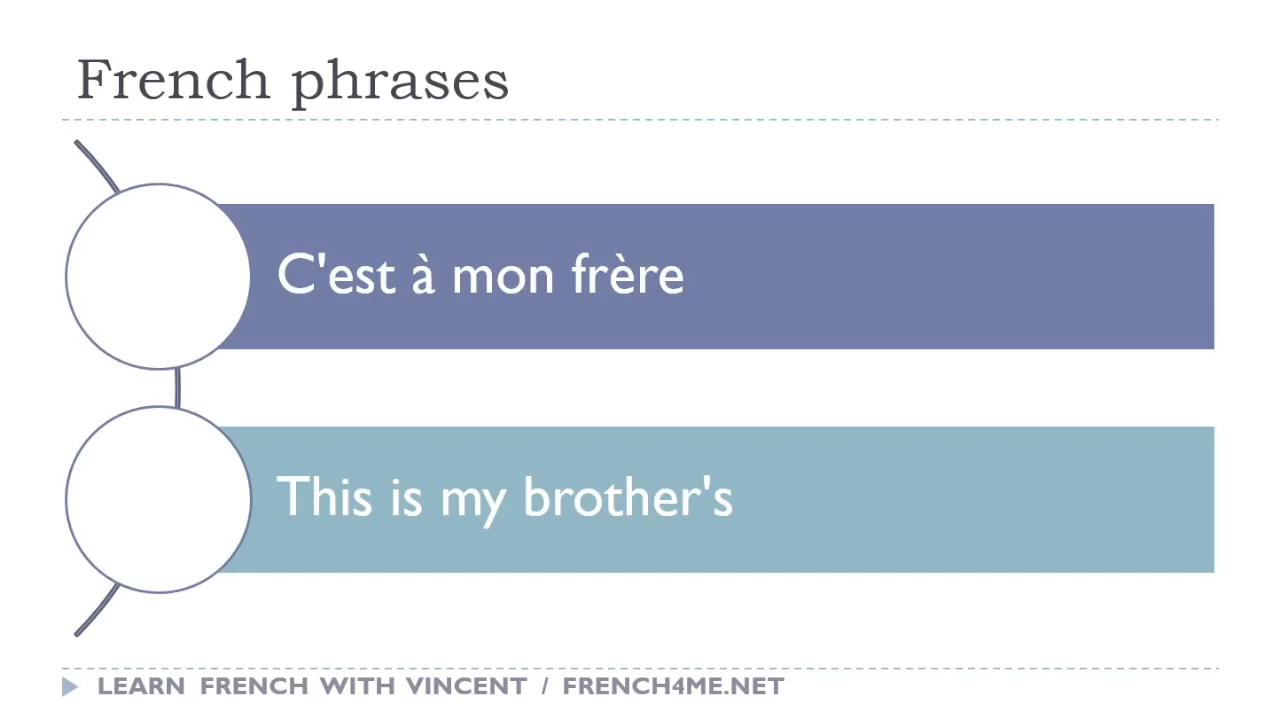 French phrases
C'est à mon frère
This is my brother's
LEARN FRENCH WITH VINCENT / FRENCH4ME.NET